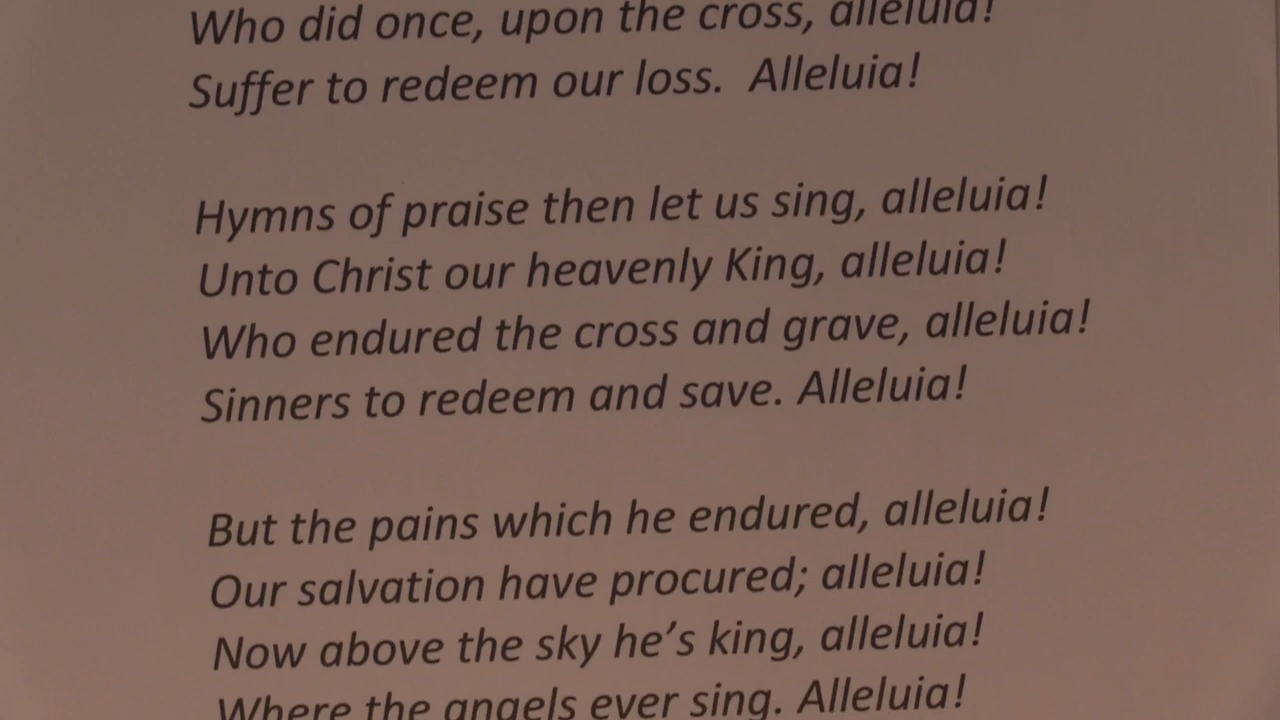 Who did once, upon the cross, alleluia!
Suffer to redeem our loss. Alleluia!
Hymns of praise then let us sing, alleluia!
Unto Christ our heavenly King, alleluia!
Who endured the cross and grave, alleluia!
Sinners to redeem and save. Alleluia!
But the pains which he endured, alleluia!
Our salvation have procured; alleluia!
Now above the sky he’s king, alleluia!
Where the angels ever sing. Alleluia!